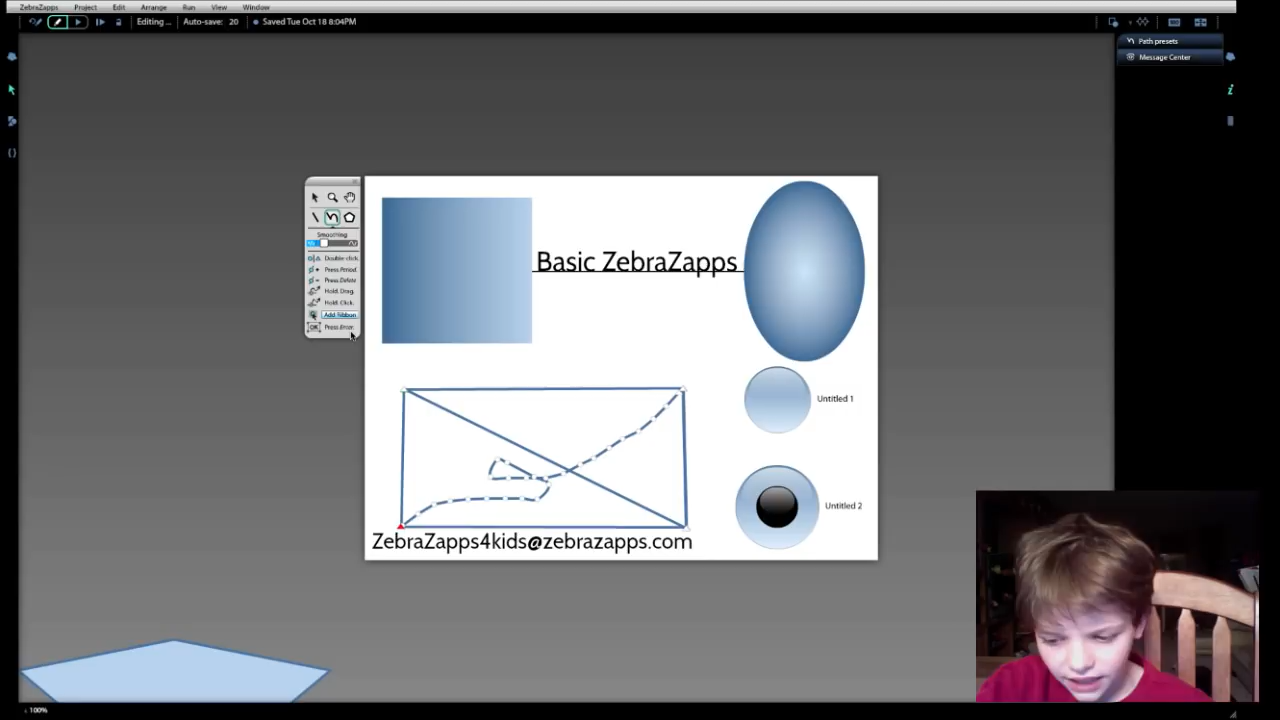 ZebraZapps Project Edit Arrange Run View Window
Editing ... Auto-save: 20 Saved Tue Oct 18 8:04PM
Path presets
Message Center
Smoothing
Double click.
Press Period.
Press Delete
Hold. Drag.
Hold. Click.
Add Ribbon
OK Press Enter.
Basic ZebraZapps
Untitled 1
Untitled 2
ZebraZapps4kids@zebrazapps.com
100%